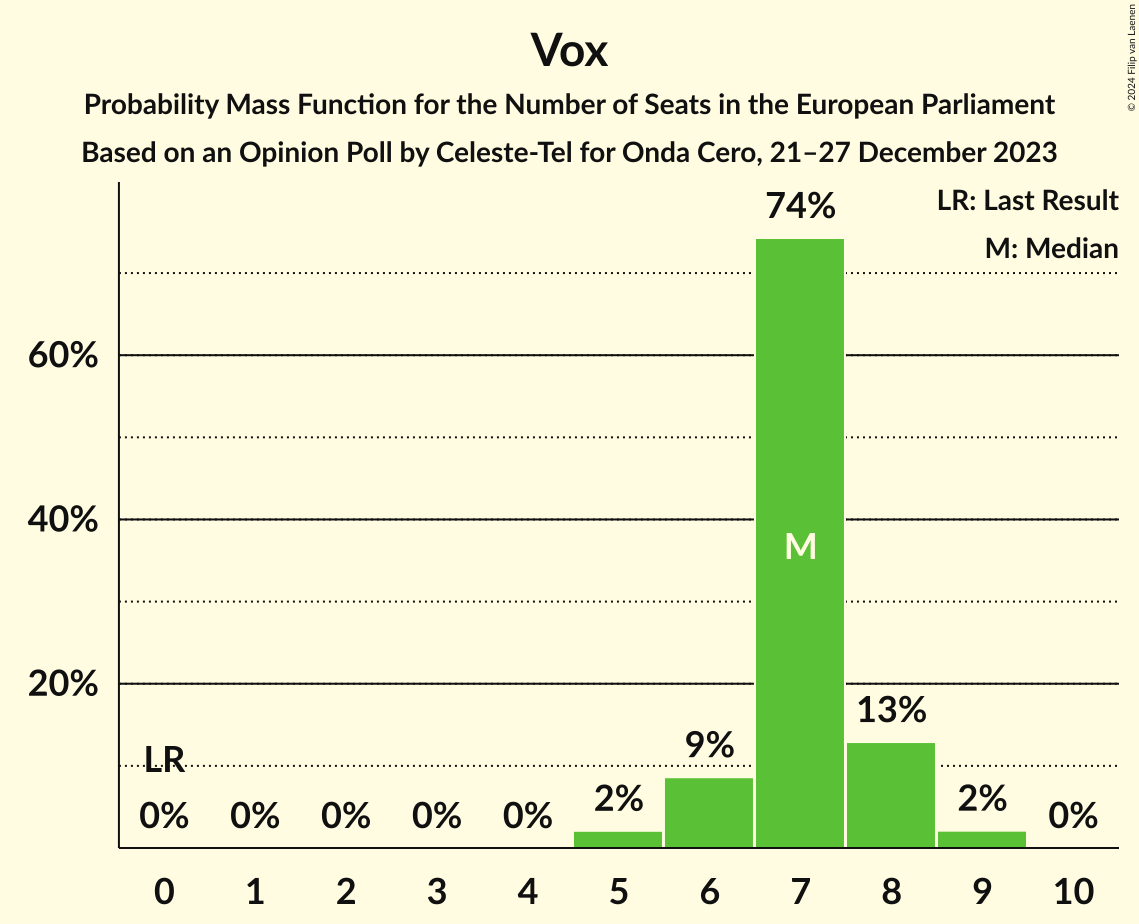 Vox
Probability Mass Function for the Number of Seats in the European Parliament
Based on an Opinion Poll by Celeste-Tel for Onda Cero, 21–27 December 2023
© 2024 Filip van Laenen
LR: Last Result
M: Median
74%
60%
40%
M
20%
13%
9%
LR
2%
2%
0%
0%
0%
0%
0%
0%
0 1 2 3 4 5 6 7 8 9 10